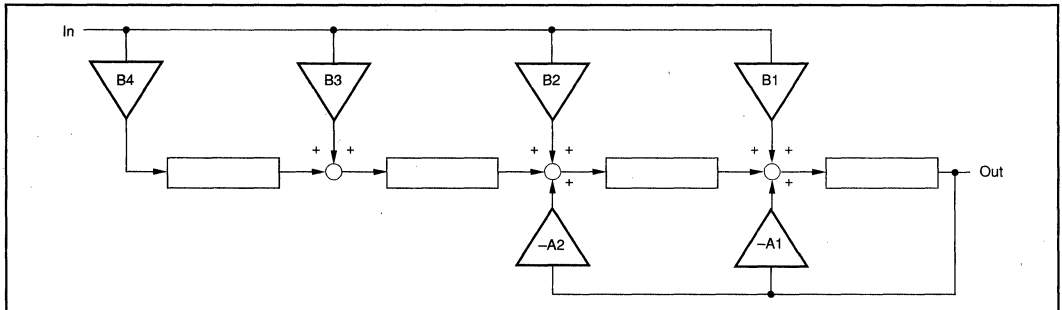 In
B4 B3 B2 B1
+ + + + + +
Out
+ +
–A2 –A1